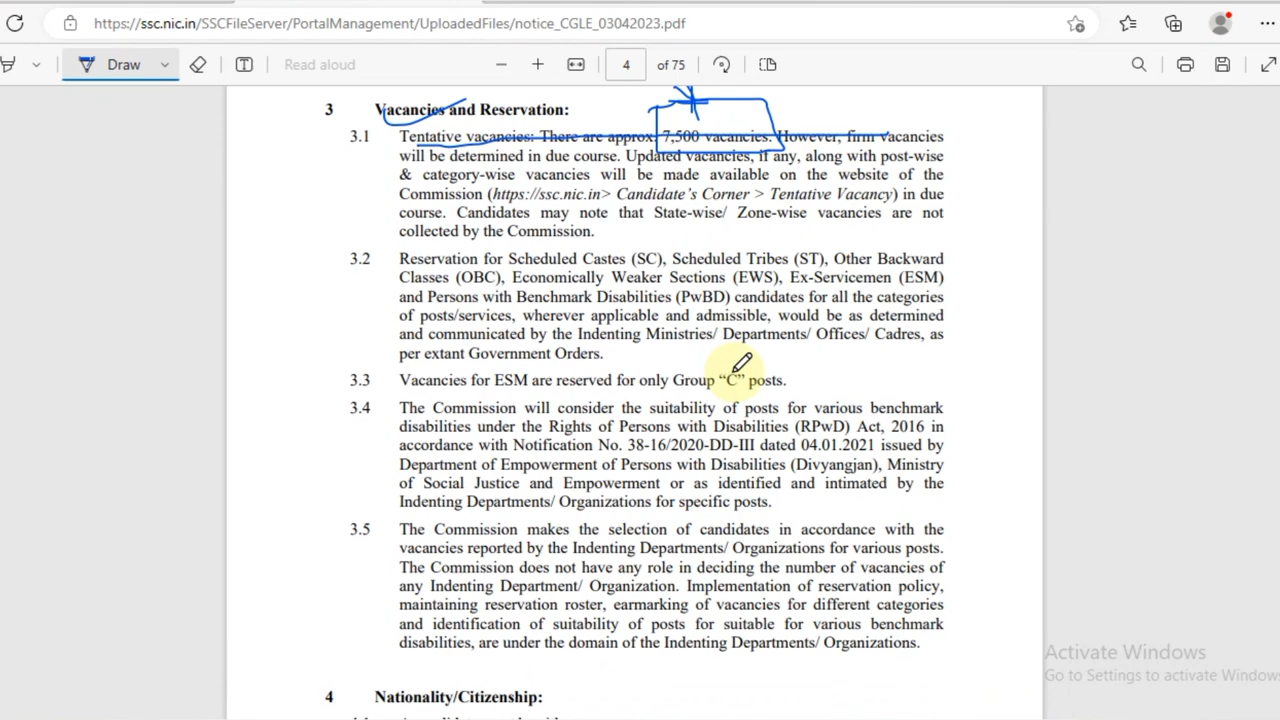 https://ssc.nic.in/SSCFileServer/PortalManagement/UploadedFiles/notice_CGLE_03042023.pdf
Draw
Read aloud
4 of 75
3 Vacancies and Reservation:
3.1 Tentative vacancies: There are approx. 7,500 vacancies. However, firm vacancies
will be determined in due course. Updated vacancies, if any, along with post-wise
& category-wise vacancies will be made available on the website of the
Commission (https://ssc.nic.in> Candidate's Corner > Tentative Vacancy) in due
course. Candidates may note that State-wise/ Zone-wise vacancies are not
collected by the Commission.
3.2 Reservation for Scheduled Castes (SC), Scheduled Tribes (ST), Other Backward
Classes (OBC), Economically Weaker Sections (EWS), Ex-Servicemen (ESM)
and Persons with Benchmark Disabilities (PwBD) candidates for all the categories
of posts/services, wherever applicable and admissible, would be as determined
and communicated by the Indenting Ministries/ Departments/ Offices/ Cadres, as
per extant Government Orders.
3.3 Vacancies for ESM are reserved for only Group “C” posts.
3.4 The Commission will consider the suitability of posts for various benchmark
disabilities under the Rights of Persons with Disabilities (RPwD) Act, 2016 in
accordance with Notification No. 38-16/2020-DD-III dated 04.01.2021 issued by
Department of Empowerment of Persons with Disabilities (Divyangjan), Ministry
of Social Justice and Empowerment or as identified and intimated by the
Indenting Departments/ Organizations for specific posts.
3.5 The Commission makes the selection of candidates in accordance with the
vacancies reported by the Indenting Departments/ Organizations for various posts.
The Commission does not have any role in deciding the number of vacancies of
any Indenting Department/ Organization. Implementation of reservation policy,
maintaining reservation roster, earmarking of vacancies for different categories
and identification of suitability of posts for suitable for various benchmark
disabilities, are under the domain of the Indenting Departments/ Organizations.
Activate Windows
Go to Settings to activate Windows
4 Nationality/Citizenship: